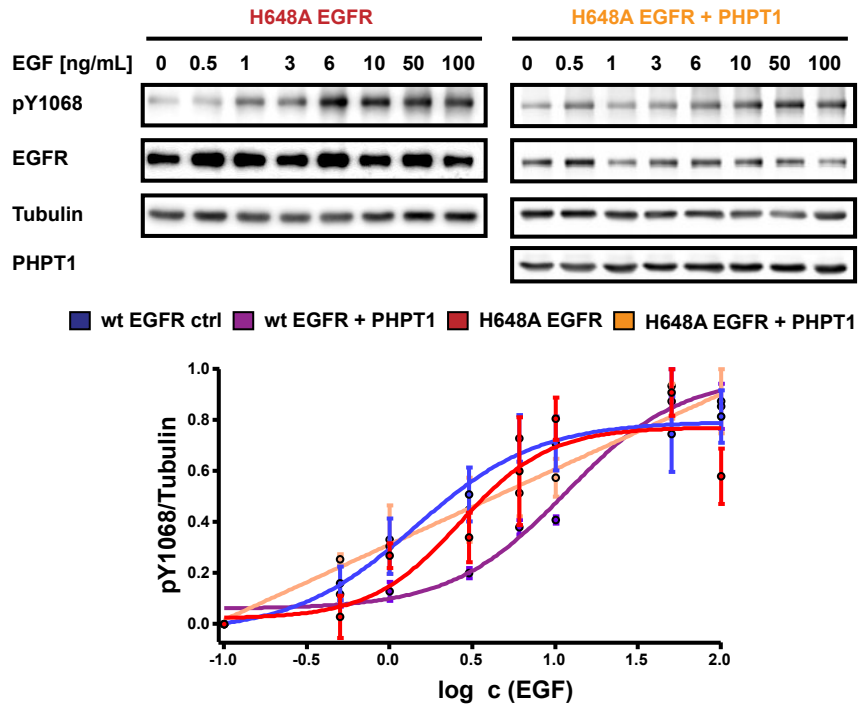 H648A EGFR H648A EGFR + PHPT1
EGF [ng/mL] 0 0.5 1 3 6 10 50 100 0 0.5 1 3 6 10 50 100
pY1068
EGFR
Tubulin
PHPT1
wt EGFR ctrl wt EGFR + PHPT1 H648A EGFR H648A EGFR + PHPT1
pY1068/Tubulin
1.0
0.8
0.6
0.4
0.2
0.0
-1.0 -0.5 0.0 0.5 1.0 1.5 2.0
log c (EGF)